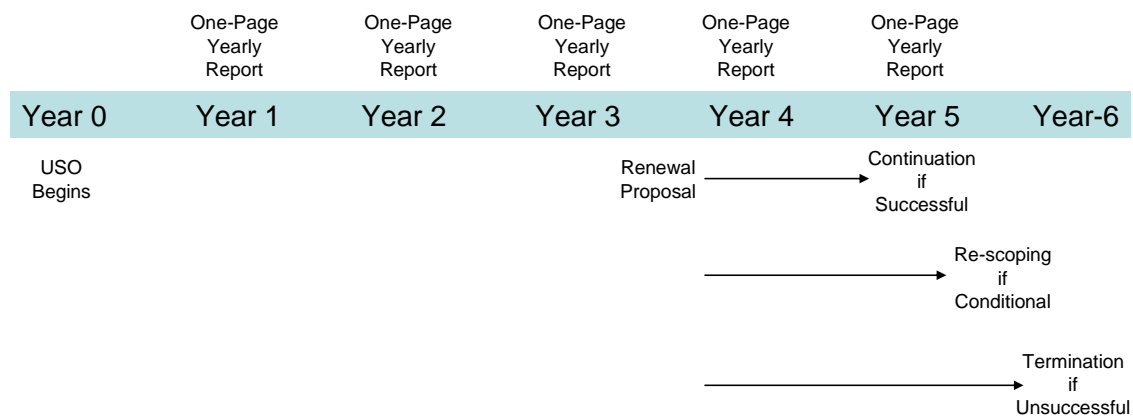 One-Page
Yearly
Report
One-Page
Yearly
Report
One-Page
Yearly
Report
One-Page
Yearly
Report
One-Page
Yearly
Report
Year 0 Year 1 Year 2 Year 3 Year 4 Year 5 Year-6
USO
Begins
Renewal
Proposal
Continuation
if
Successful
Re-scoping
if
Conditional
Termination
if
Unsuccessful